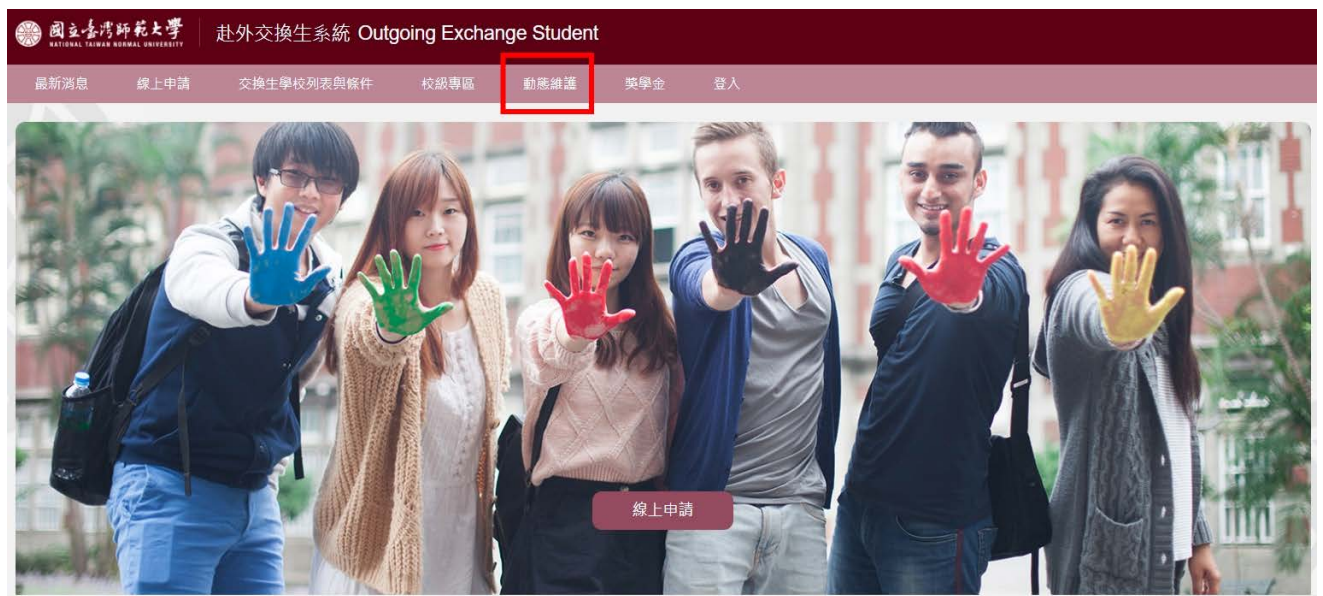 國立臺灣師範大學
NATIONAL TAIWAN NORMAL UNIVERSITY
赴外交換生系統 Outgoing Exchange Student
最新消息 線上申請 交換生學校列表與條件 校級專區 動態維護 獎學金 登入
線上申請